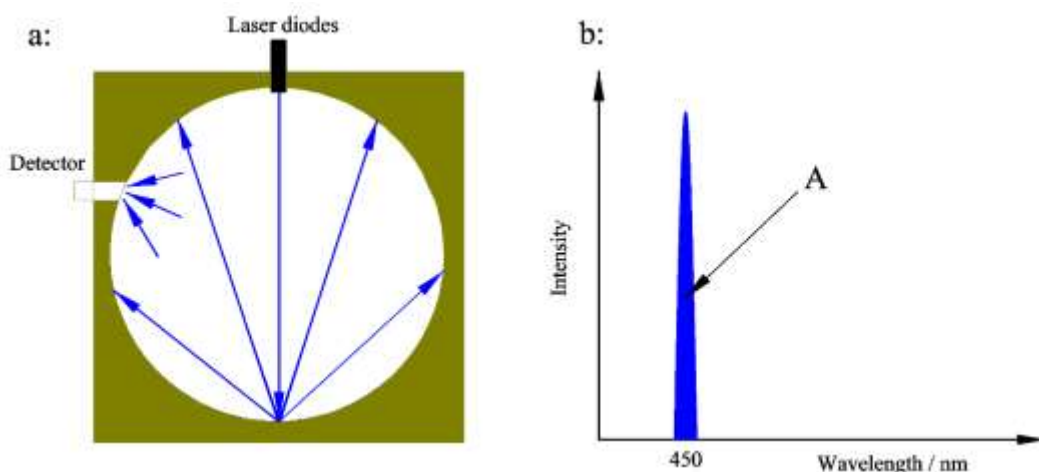 a:
Laser diodes
Detector
b:
Intensity
A
450
Wavelength / nm